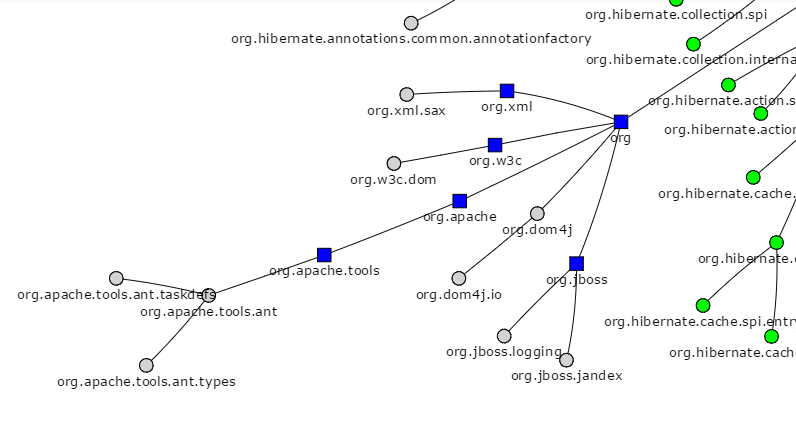 org.hibernate.collection.spi
org.hibernate.annotations.common.annotationfactory
org.hibernate.collection.interna
org.hibernate.action.s
org.xml
org.xml.sax
org.hibernate.action
org
org.w3c
org.w3c.dom
org.hibernate.cache.
org.apache
org.dom4j
org.hibernate.c
org.apache.tools
org.jboss
org.apache.tools.ant.taskdefs
org.dom4j.io
org.apache.tools.ant
org.hibernate.cache.spi.entry
org.jboss.logging
org.hibernate.cach
org.jboss.jandex
org.apache.tools.ant.types